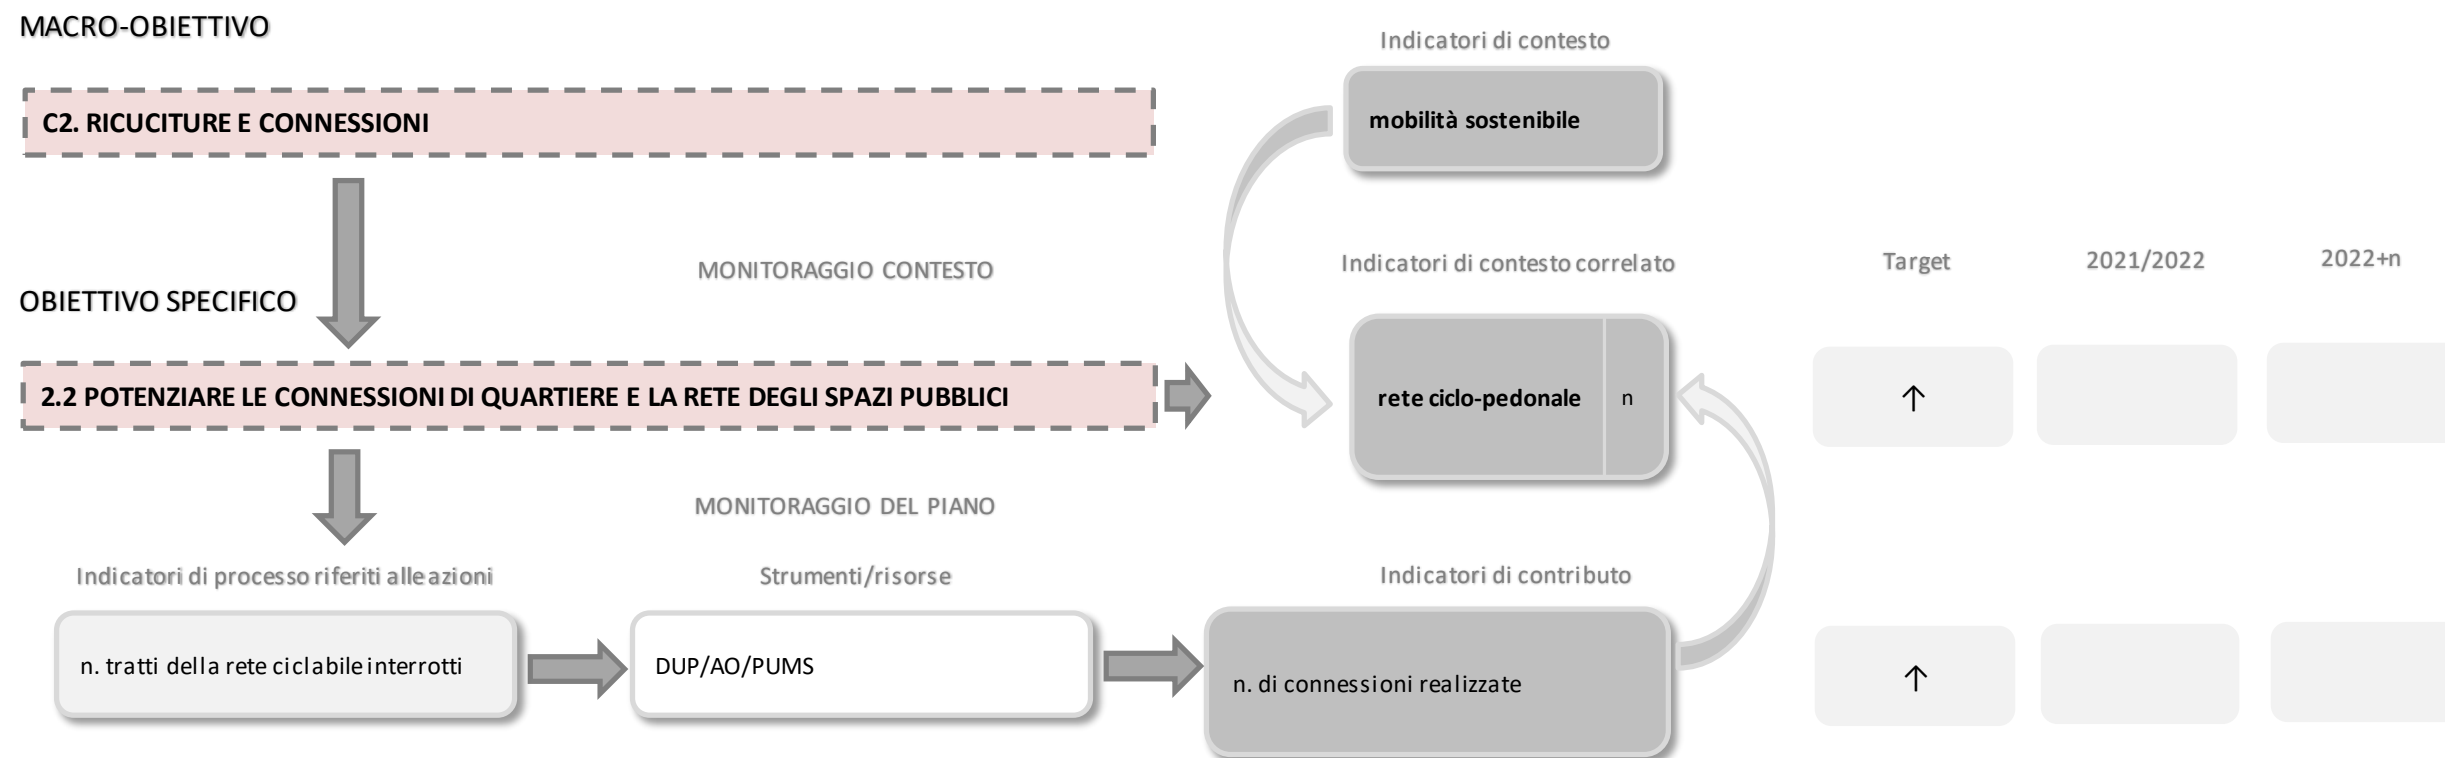 MACRO-OBIETTIVO
Indicatori di contesto
C2. RICUCITURE E CONNESSIONI
mobilità sostenibile
MONITORAGGIO CONTESTO
Indicatori di contesto correlato
Target
2021/2022
2022+n
OBIETTIVO SPECIFICO
2.2 POTENZIARE LE CONNESSIONI DI QUARTIERE E LA RETE DEGLI SPAZI PUBBLICI
rete ciclo-pedonale
n
↑
MONITORAGGIO DEL PIANO
Indicatori di processo riferiti alle azioni
Strumenti/risorse
Indicatori di contributo
n. tratti della rete ciclabile interrotti
DUP/AO/PUMS
n. di connessioni realizzate
↑